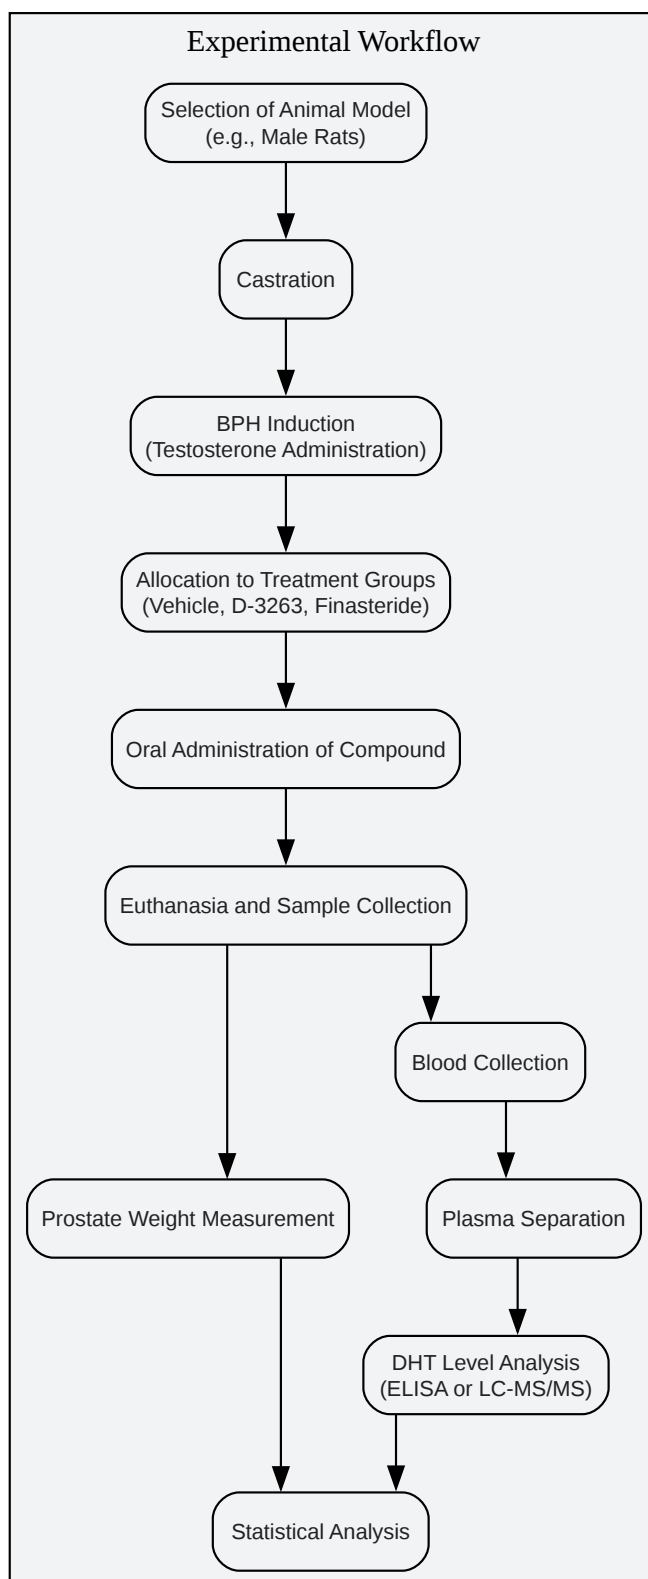 Experimental Workflow
Selection of Animal Model
(e.g., Male Rats)
Castration
BPH Induction
(Testosterone Administration)
Allocation to Treatment Groups
(Vehicle, D-3263, Finasteride)
Oral Administration of Compound
Euthanasia and Sample Collection
Blood Collection
Prostate Weight Measurement
Plasma Separation
DHT Level Analysis
(ELISA or LC-MS/MS)
Statistical Analysis